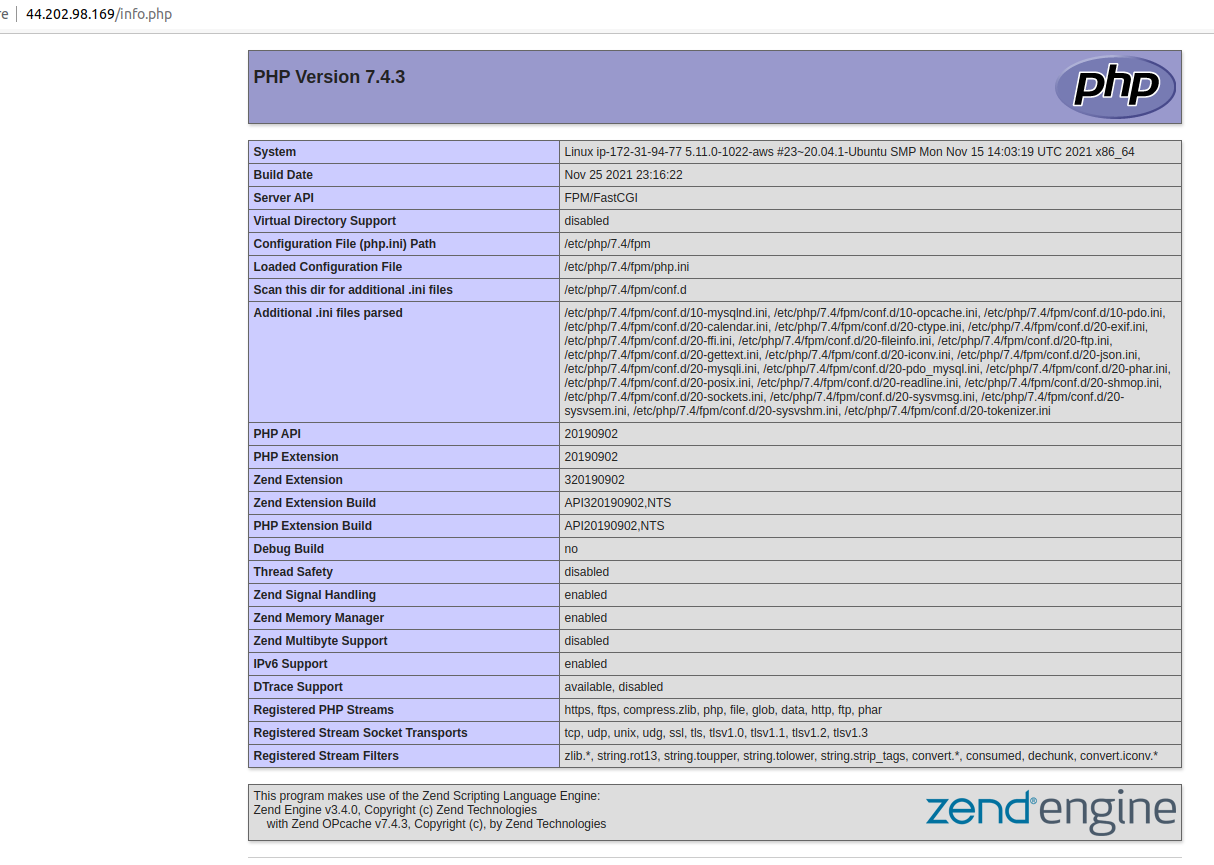 re 44.202.98.169/info.php
PHP Version 7.4.3
php
System Linux ip-172-31-94-77 5.11.0-1022-aws #23~20.04.1-Ubuntu SMP Mon Nov 15 14:03:19 UTC 2021 x86_64
Build Date Nov 25 2021 23:16:22
Server API FPM/FastCGI
Virtual Directory Support disabled
Configuration File (php.ini) Path /etc/php/7.4/fpm
Loaded Configuration File /etc/php/7.4/fpm/php.ini
Scan this dir for additional .ini files /etc/php/7.4/fpm/conf.d
Additional .ini files parsed /etc/php/7.4/fpm/conf.d/10-mysqlnd.ini, /etc/php/7.4/fpm/conf.d/10-opcache.ini, /etc/php/7.4/fpm/conf.d/10-pdo.ini,
/etc/php/7.4/fpm/conf.d/20-calendar.ini, /etc/php/7.4/fpm/conf.d/20-ctype.ini, /etc/php/7.4/fpm/conf.d/20-exif.ini,
/etc/php/7.4/fpm/conf.d/20-ffi.ini, /etc/php/7.4/fpm/conf.d/20-fileinfo.ini, /etc/php/7.4/fpm/conf.d/20-ftp.ini,
/etc/php/7.4/fpm/conf.d/20-gettext.ini, /etc/php/7.4/fpm/conf.d/20-iconv.ini, /etc/php/7.4/fpm/conf.d/20-json.ini,
/etc/php/7.4/fpm/conf.d/20-mysqli.ini, /etc/php/7.4/fpm/conf.d/20-pdo_mysql.ini, /etc/php/7.4/fpm/conf.d/20-phar.ini,
/etc/php/7.4/fpm/conf.d/20-posix.ini, /etc/php/7.4/fpm/conf.d/20-readline.ini, /etc/php/7.4/fpm/conf.d/20-shmop.ini,
/etc/php/7.4/fpm/conf.d/20-sockets.ini, /etc/php/7.4/fpm/conf.d/20-sysvmsg.ini, /etc/php/7.4/fpm/conf.d/20-
sysvsem.ini, /etc/php/7.4/fpm/conf.d/20-sysvshm.ini, /etc/php/7.4/fpm/conf.d/20-tokenizer.ini
PHP API 20190902
PHP Extension 20190902
Zend Extension 320190902
Zend Extension Build API320190902,NTS
PHP Extension Build API20190902,NTS
Debug Build no
Thread Safety disabled
Zend Signal Handling enabled
Zend Memory Manager enabled
Zend Multibyte Support disabled
IPv6 Support enabled
DTrace Support available, disabled
Registered PHP Streams https, ftps, compress.zlib, php, file, glob, data, http, ftp, phar
Registered Stream Socket Transports tcp, udp, unix, udg, ssl, tls, tlsv1.0, tlsv1.1, tlsv1.2, tlsv1.3
Registered Stream Filters zlib.*, string.rot13, string.toupper, string.tolower, string.strip_tags, convert.*, consumed, dechunk, convert.iconv.*
This program makes use of the Zend Scripting Language Engine:
Zend Engine v3.4.0, Copyright (c) Zend Technologies
with Zend OPcache v7.4.3, Copyright (c), by Zend Technologies
zend® engine